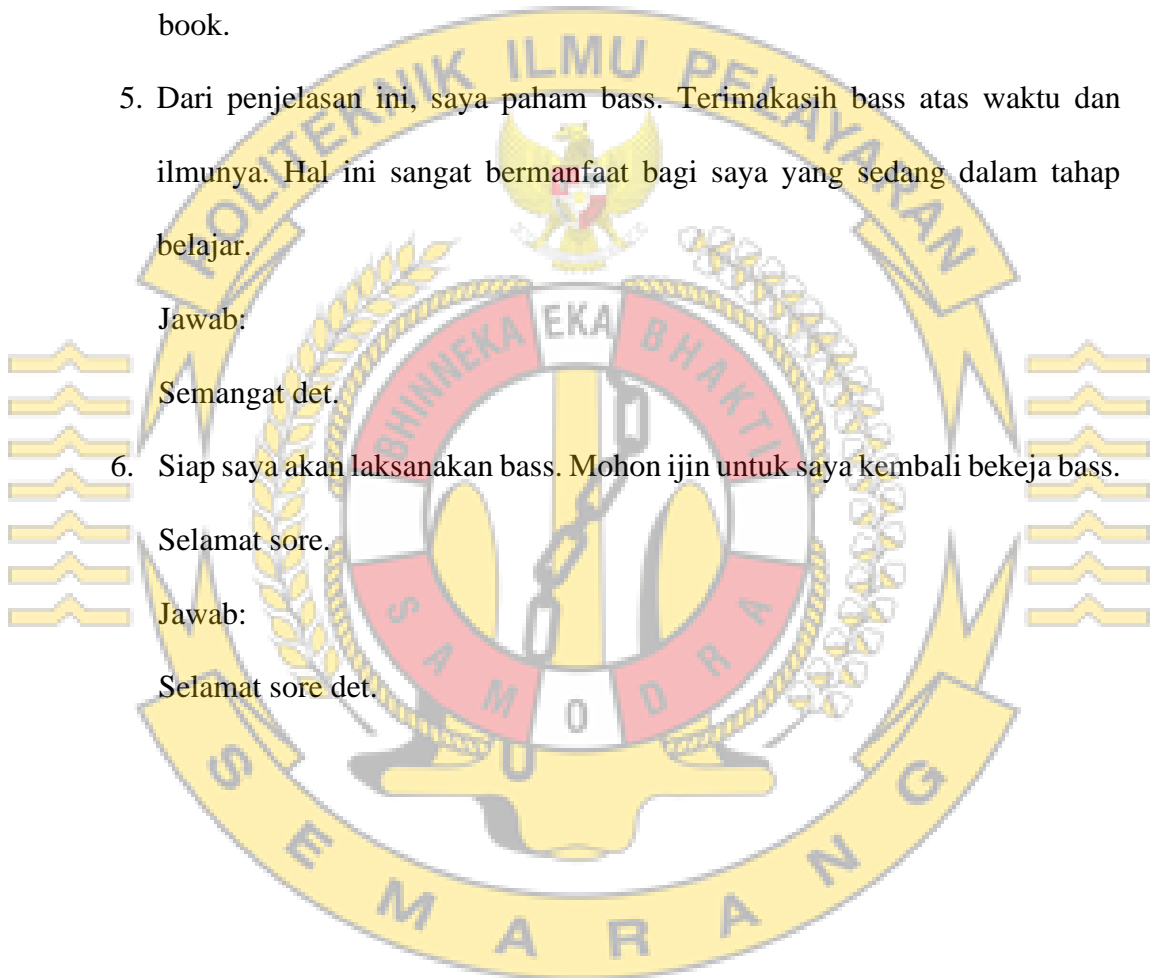 book.
5. Dari penjelasan ini, saya paham bass. Terimakasih bass atas waktu dan
ilmunya. Hal ini sangat bermanfaat bagi saya yang sedang dalam tahap
belajar.
Jawab:
Semangat det.
6. Siap saya akan laksanakan bass. Mohon ijin untuk saya kembali bekeja bass.
Selamat sore.
Jawab:
Selamat sore det.
POLITEKNIK ILMU PELAYARAN
BHINNEKA EKA BHAKTI
SAMODRA
SEMARANG